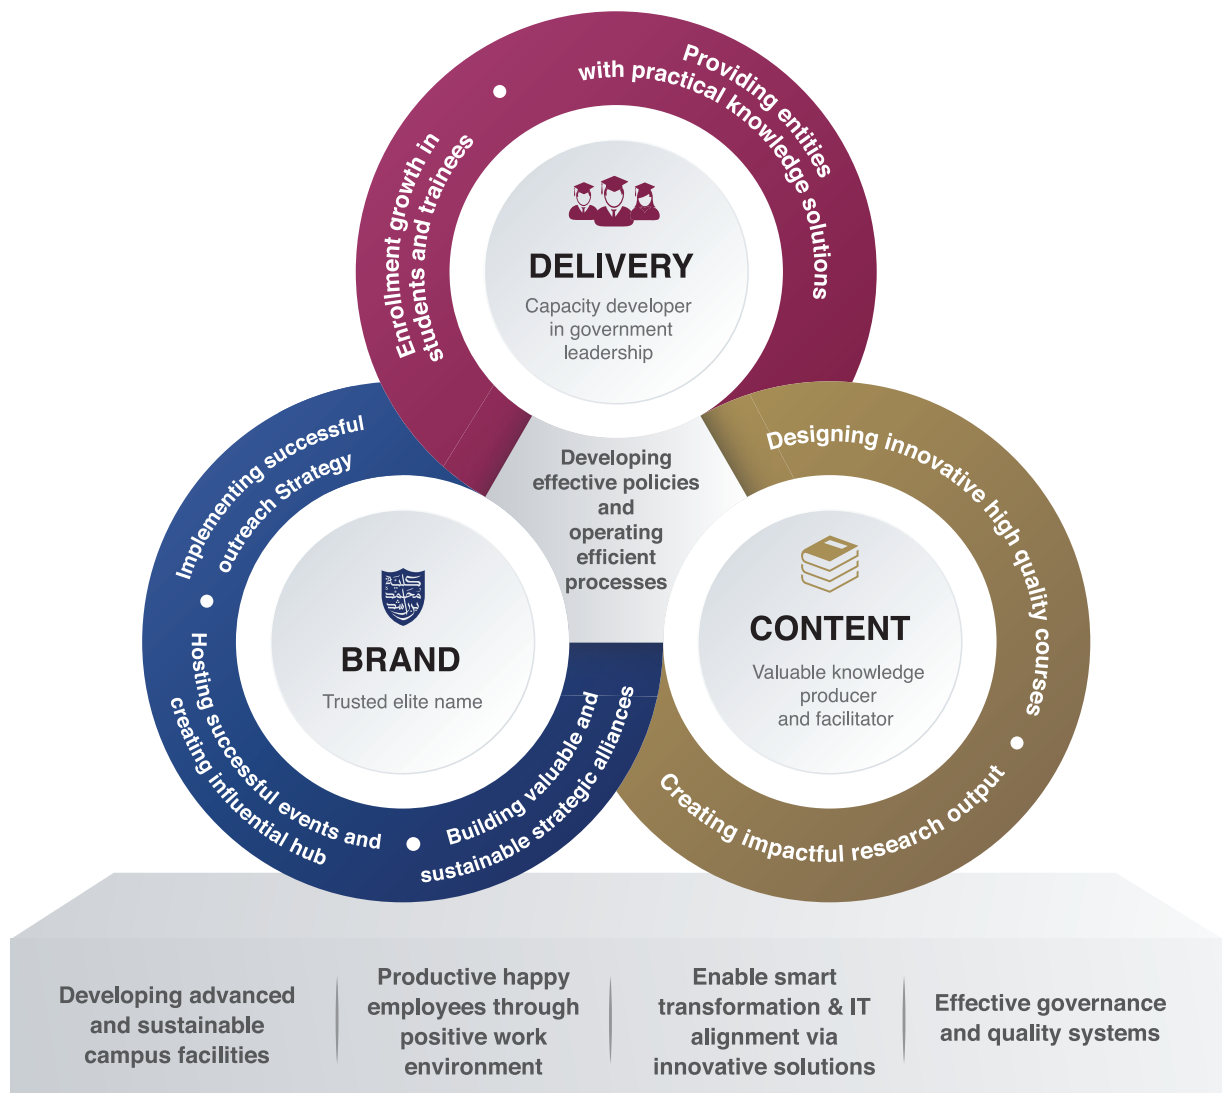 Providing entities
with practical knowledge solutions
Enrollment growth in
students and trainees
DELIVERY
Capacity developer
in government
leadership
Developing
effective policies
and
operating
efficient
processes
Implementing successful
outreach Strategy
Hosting successful events and
creating influential hub
Building valuable and
sustainable strategic alliances
كلية
محمد
بن راشد
BRAND
Trusted elite name
Designing innovative high quality courses
Creating impactful research output
CONTENT
Valuable knowledge
producer
and facilitator
Developing advanced
and sustainable
campus facilities
Productive happy
employees through
positive work
environment
Enable smart
transformation & IT
alignment via
innovative solutions
Effective governance
and quality systems